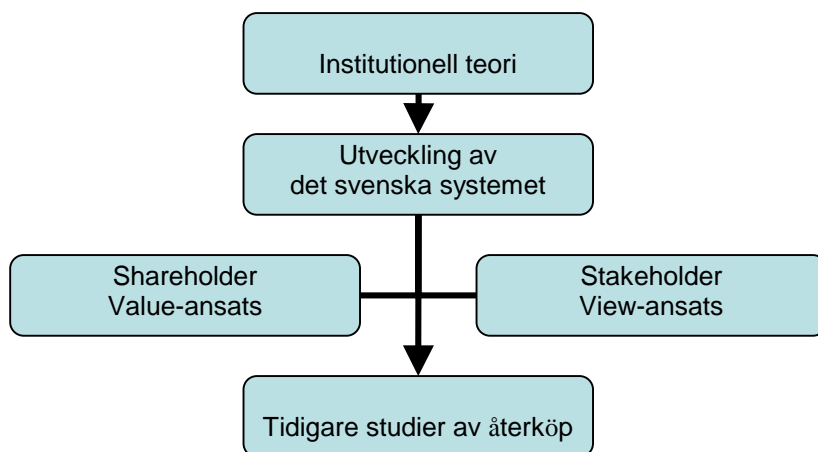 Institutionell teori
Utveckling av
det svenska systemet
Shareholder
Value-ansats
Stakeholder
View-ansats
Tidigare studier av återköp